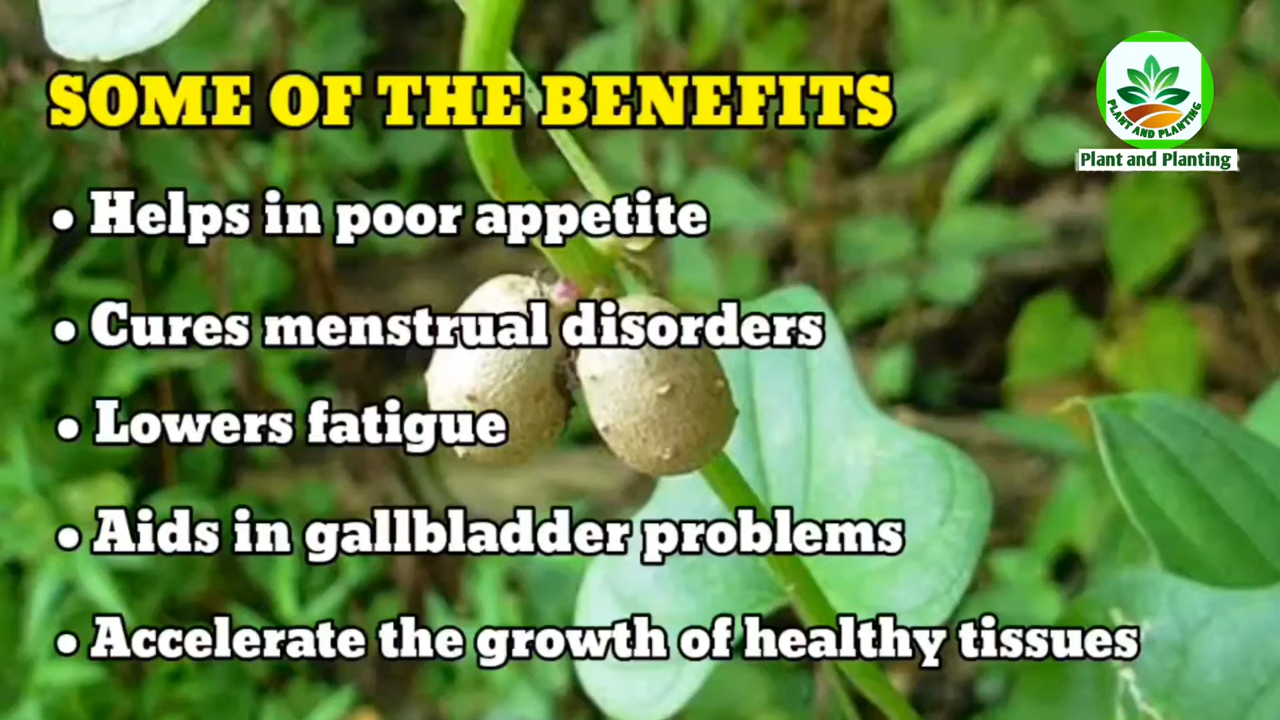 SOME OF THE BENEFITS
PLANT AND PLANTING
Plant and Planting
• Helps in poor appetite
• Cures menstrual disorders
• Lowers fatigue
• Aids in gallbladder problems
• Accelerate the growth of healthy tissues